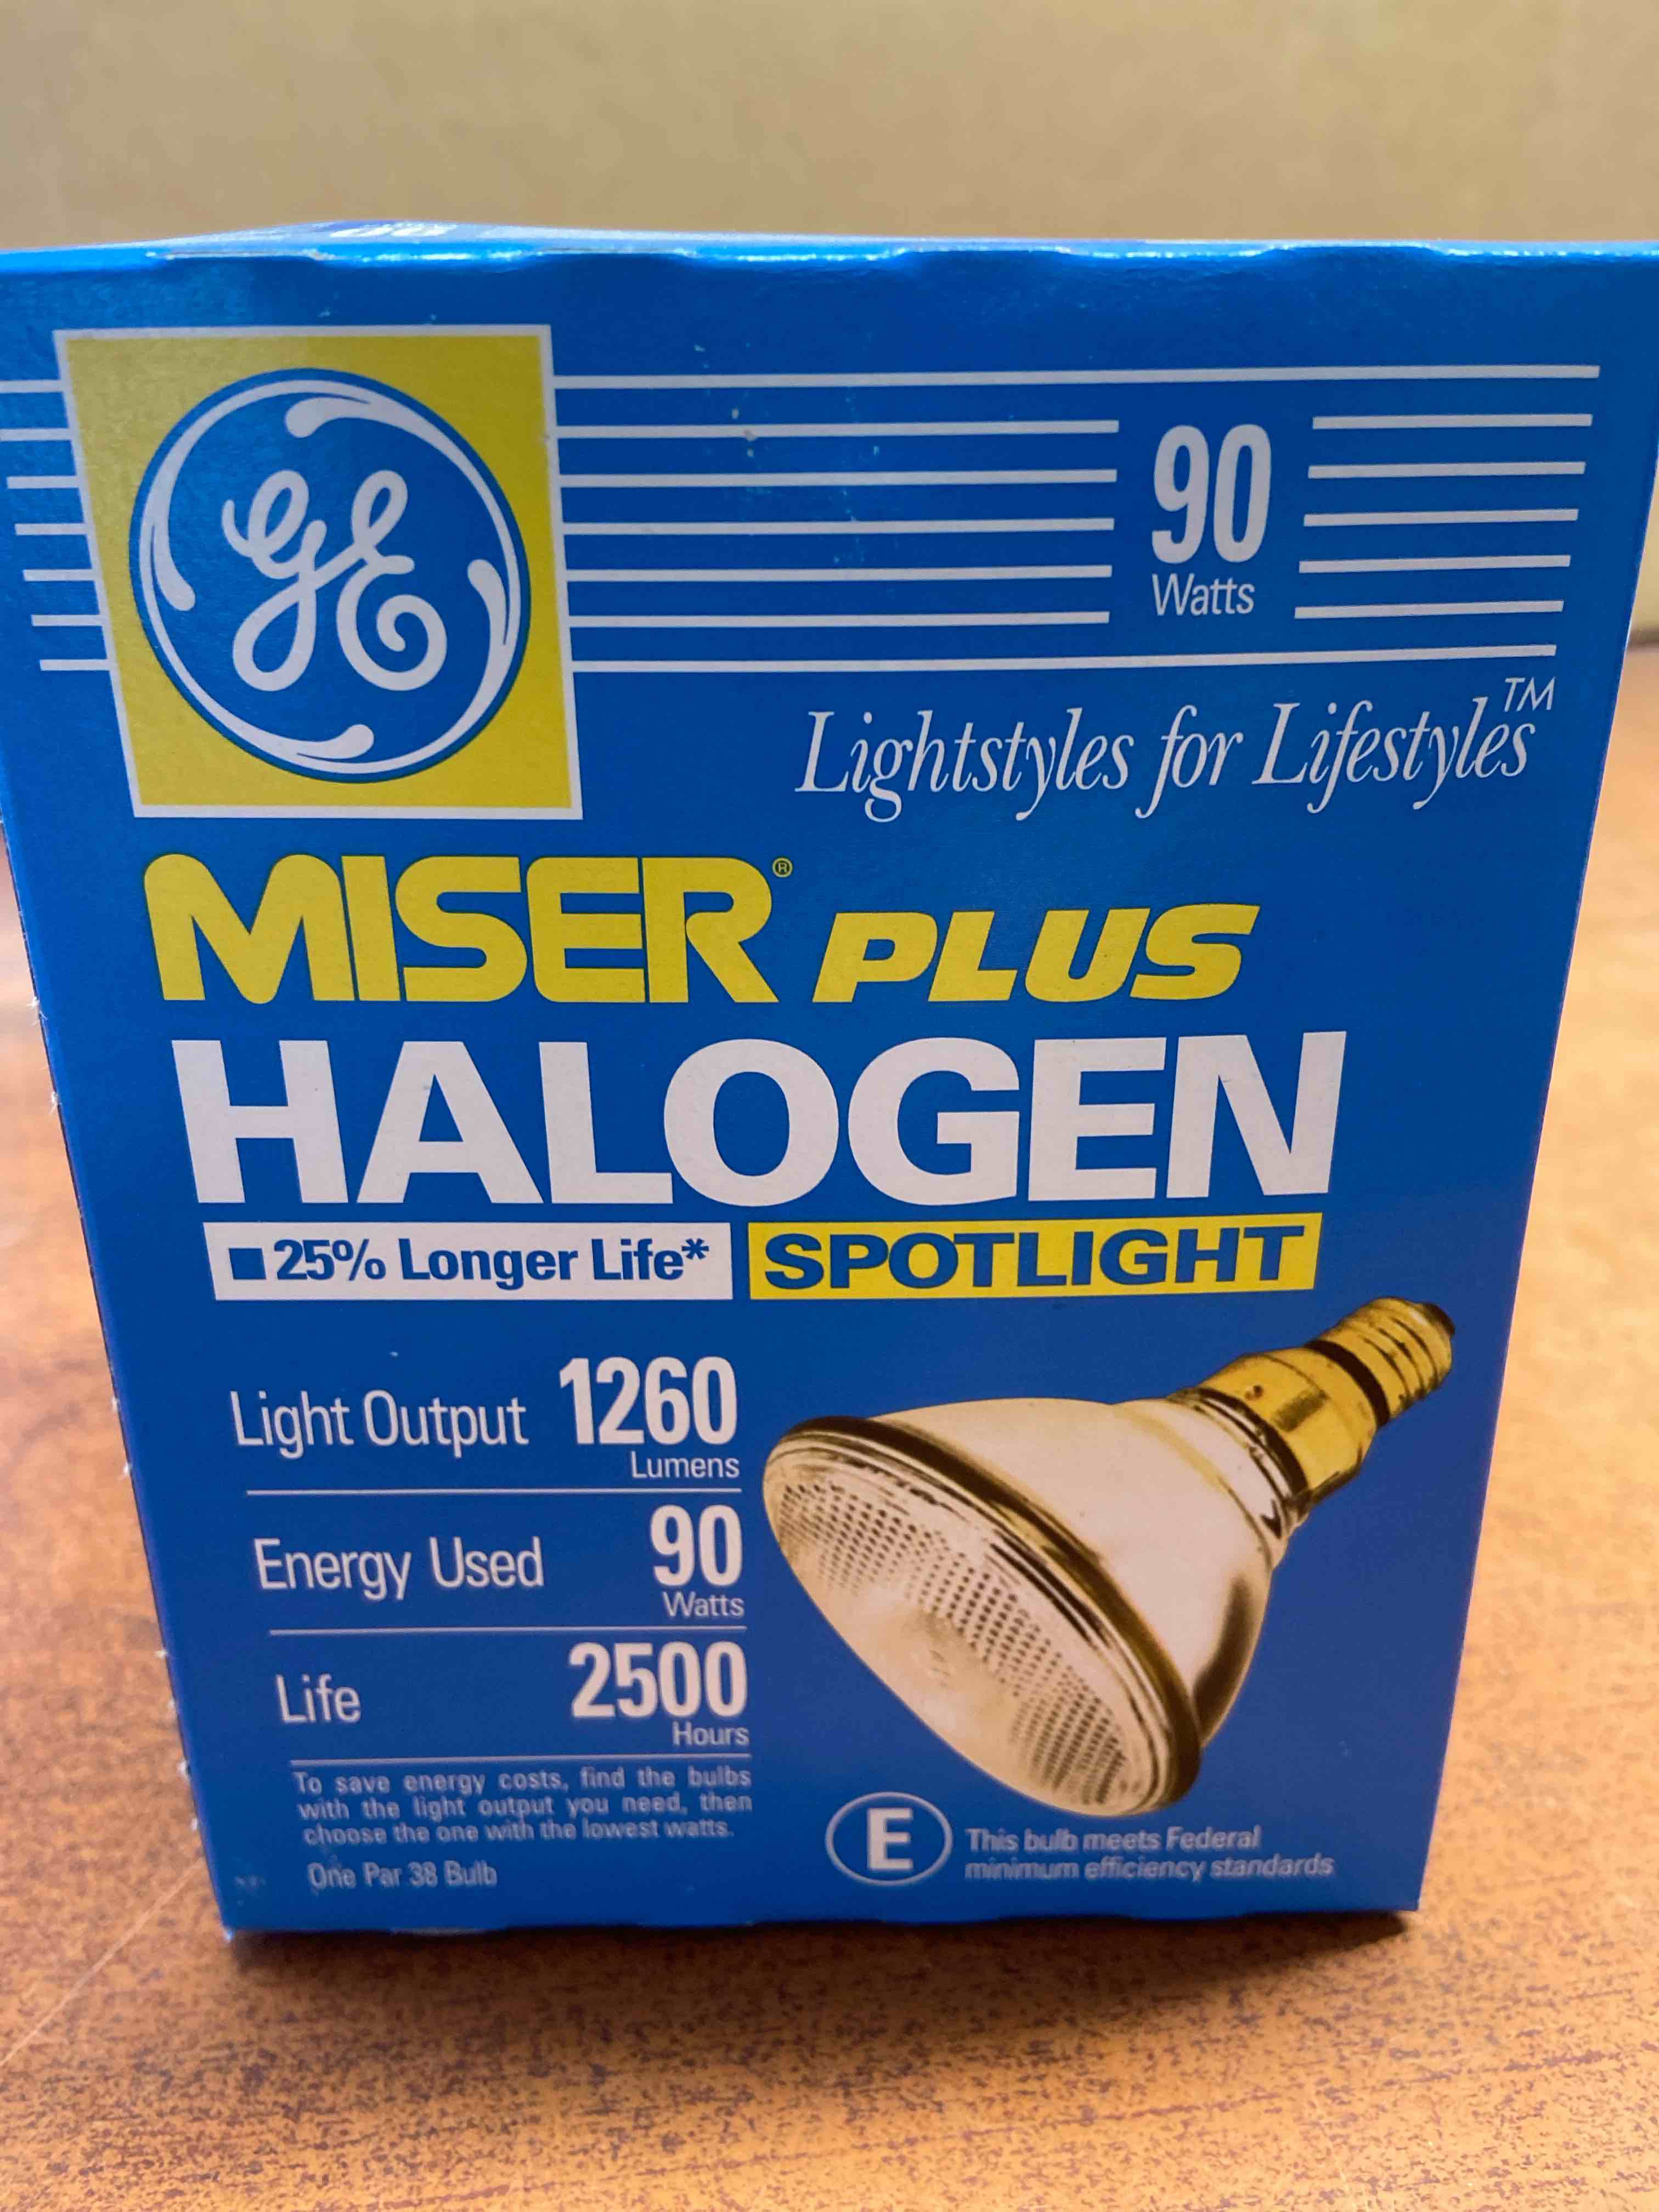 GE
90
Watts
Lightstyles for Lifestyles™
MISER® PLUS
HALOGEN
■ 25% Longer Life*
SPOTLIGHT
Light Output 1260
Lumens
Energy Used 90
Watts
Life 2500
Hours
To save energy costs, find the bulbs
with the light output you need, then
choose the one with the lowest watts.
One Par 38 Bulb
E
This bulb meets Federal
minimum efficiency standards